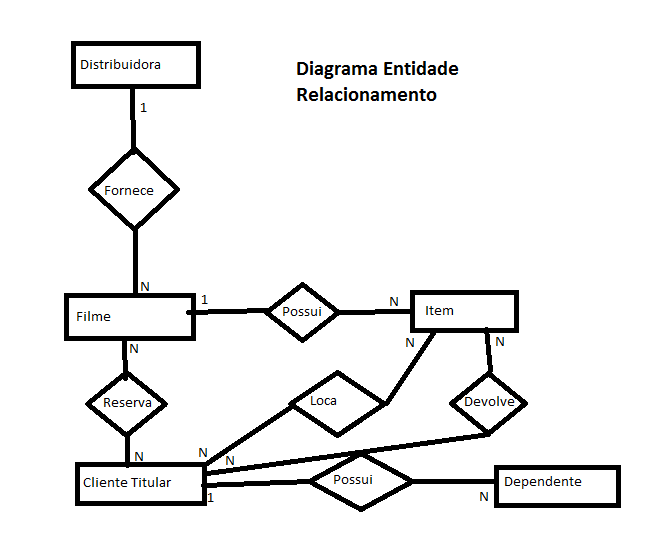 Distribuidora
Diagrama Entidade
Relacionamento
1
Fornece
N
Filme
1
Possui
N
Item
N
N
N
Reserva
Loca
Devolve
N
N
N
Cliente Titular
1
Possui
N
Dependente